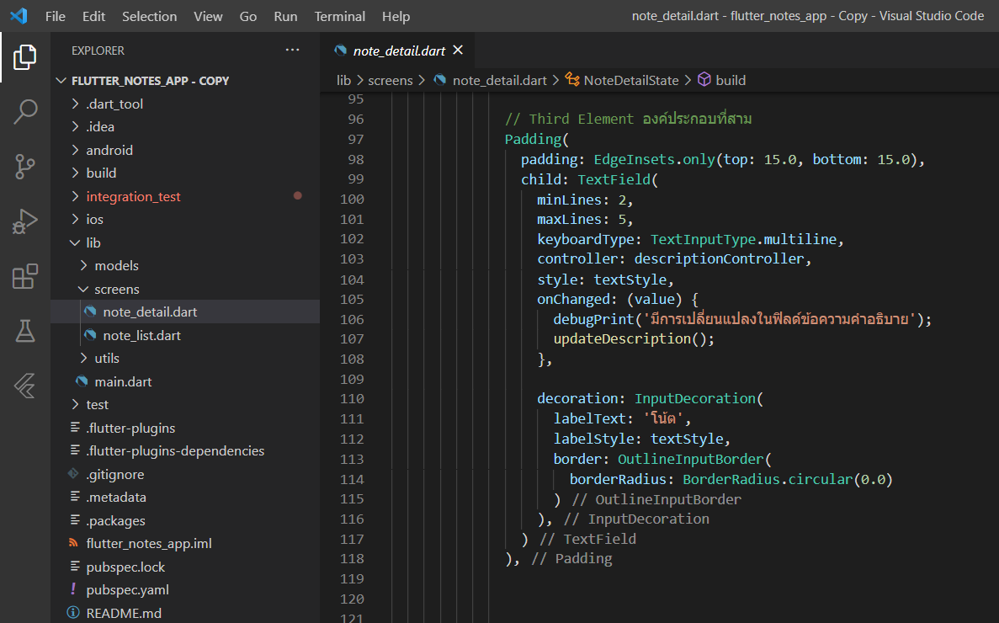 File Edit Selection View Go Run Terminal Help note_detail.dart - flutter_notes_app - Copy - Visual Studio Code
EXPLORER ...
FLUTTER_NOTES_APP - COPY
.dart_tool
.idea
android
build
integration_test
ios
lib
models
screens
note_detail.dart
note_list.dart
utils
main.dart
test
.flutter-plugins
.flutter-plugins-dependencies
.gitignore
.metadata
.packages
flutter_notes_app.iml
pubspec.lock
pubspec.yaml
README.md
note_detail.dart
lib > screens > note_detail.dart > NoteDetailState > build
95
96 // Third Element องค์ประกอบที่สาม
97 Padding(
98 padding: EdgeInsets.only(top: 15.0, bottom: 15.0),
99 child: TextField(
100 minLines: 2,
101 maxLines: 5,
102 keyboardType: TextInputType.multiline,
103 controller: descriptionController,
104 style: textStyle,
105 onChanged: (value) {
106 debugPrint('มีการเปลี่ยนแปลงในฟิลด์ข้อความคำอธิบาย');
107 updateDescription();
108 },
109
110 decoration: InputDecoration(
111 labelText: 'โน้ต',
112 labelStyle: textStyle,
113 border: OutlineInputBorder(
114 borderRadius: BorderRadius.circular(0.0)
115 ) // OutlineInputBorder
116 ), // InputDecoration
117 ) // TextField
118 ), // Padding
119
120
121